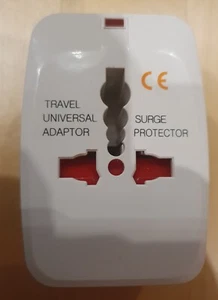 CE
TRAVEL
UNIVERSAL
ADAPTOR
SURGE
PROTECTOR